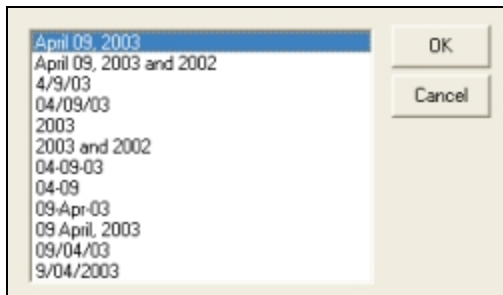 April 09, 2003
April 09, 2003 and 2002
4/9/03
04/09/03
2003
2003 and 2002
04-09-03
04-09
09-Apr-03
09 April, 2003
09/04/03
9/04/2003
OK
Cancel